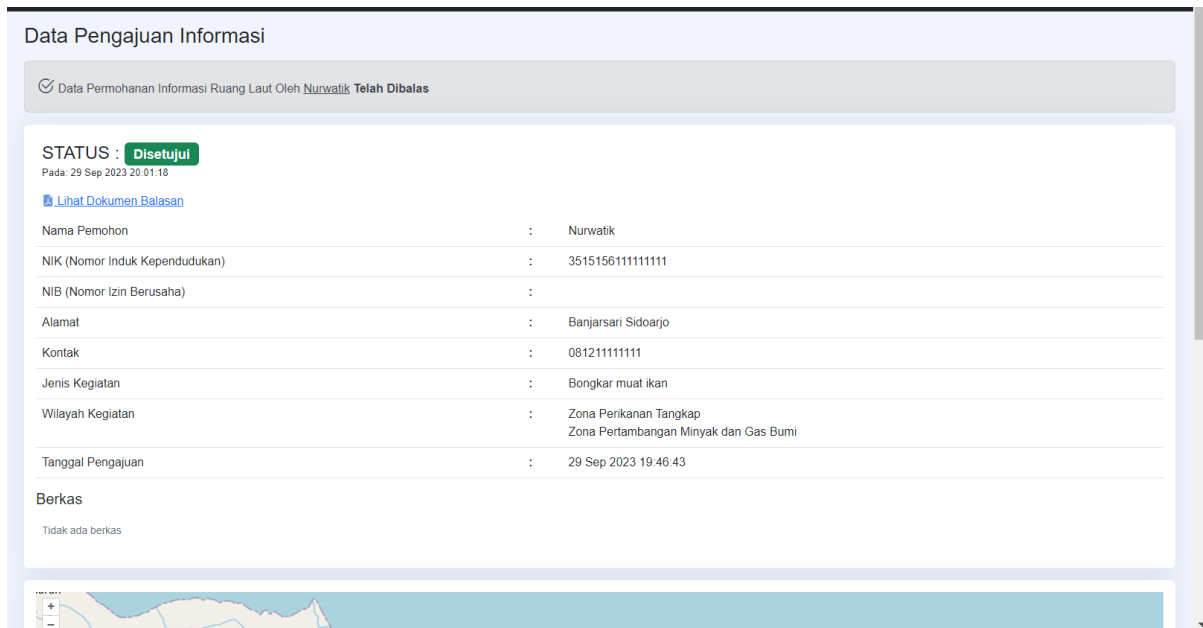 Data Pengajuan Informasi
Data Permohonan Informasi Ruang Laut Oleh Nurwatik Telah Dibalas
STATUS : Disetujui
Pada: 29 Sep 2023 20:01:18
Lihat Dokumen Balasan
Nama Pemohon : Nurwatik
NIK (Nomor Induk Kependudukan) : 3515156111111111
NIB (Nomor Izin Berusaha) :
Alamat : Banjarsari Sidoarjo
Kontak : 081211111111
Jenis Kegiatan : Bongkar muat ikan
Wilayah Kegiatan : Zona Perikanan Tangkap
Zona Pertambangan Minyak dan Gas Bumi
Tanggal Pengajuan : 29 Sep 2023 19:46:43
Berkas
Tidak ada berkas
+
−